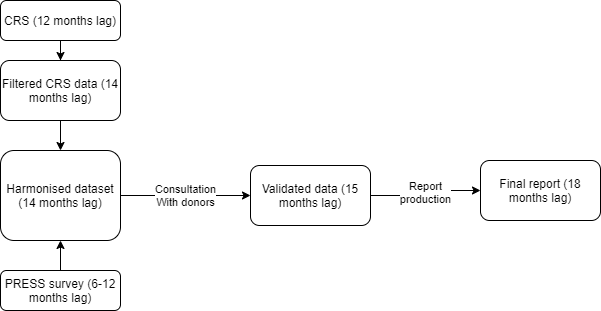 CRS (12 months lag)
Filtered CRS data (14
months lag)
Harmonised dataset
(14 months lag)
Consultation
With donors
Validated data (15
months lag)
Report
production
Final report (18
months lag)
PRESS survey (6-12
months lag)